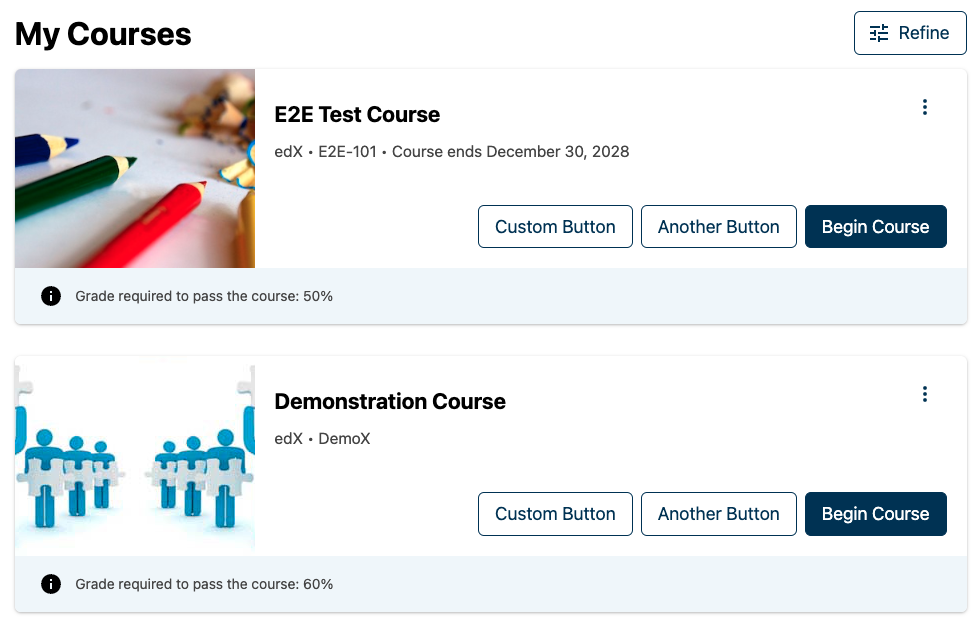 My Courses
Refine
E2E Test Course
edX • E2E-101 • Course ends December 30, 2028
Custom Button
Another Button
Begin Course
Grade required to pass the course: 50%
Demonstration Course
edX • DemoX
Custom Button
Another Button
Begin Course
Grade required to pass the course: 60%